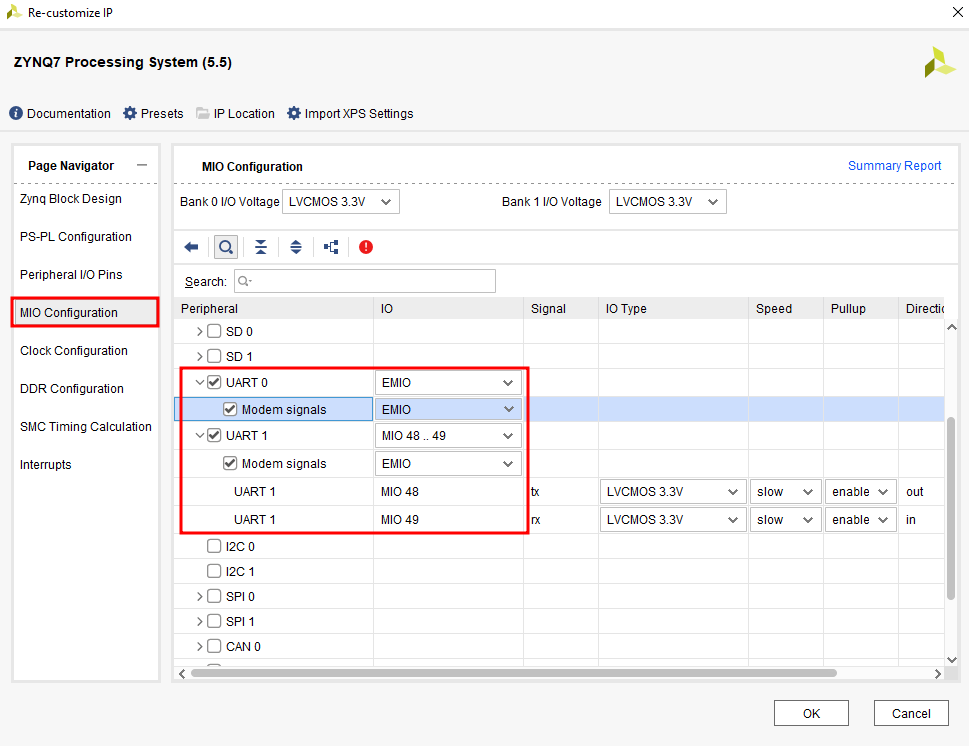 Re-customize IP
ZYNQ7 Processing System (5.5)
Documentation Presets IP Location Import XPS Settings
Page Navigator
Zynq Block Design
PS-PL Configuration
Peripheral I/O Pins
MIO Configuration
Clock Configuration
DDR Configuration
SMC Timing Calculation
Interrupts
MIO Configuration Summary Report
Bank 0 I/O Voltage LVCMOS 3.3V Bank 1 I/O Voltage LVCMOS 3.3V
Search:
Peripheral IO Signal IO Type Speed Pullup Directic
SD 0
SD 1
UART 0 EMIO
Modem signals EMIO
UART 1 MIO 48 .. 49
Modem signals EMIO
UART 1 MIO 48 tx LVCMOS 3.3V slow enable out
UART 1 MIO 49 rx LVCMOS 3.3V slow enable in
I2C 0
I2C 1
SPI 0
SPI 1
CAN 0
OK Cancel